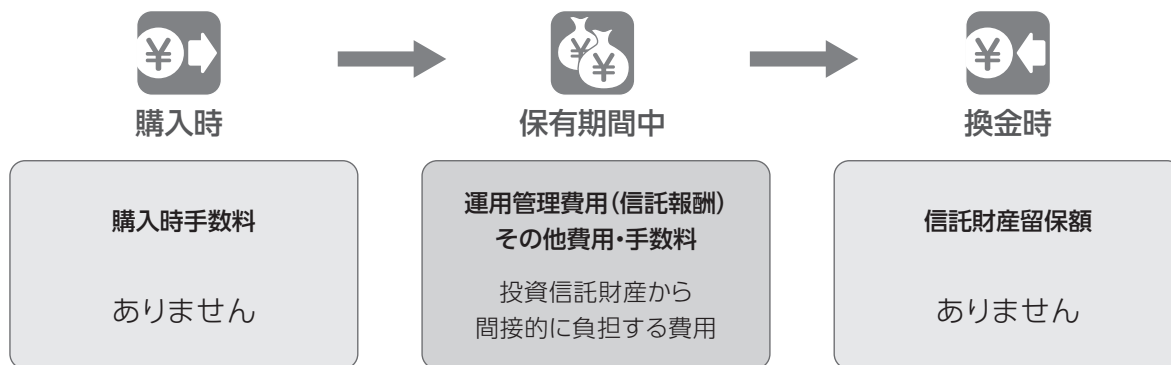 購入時
保有期間中
換金時
購入時手数料
ありません
運用管理費用(信託報酬)
その他費用・手数料
投資信託財産から
間接的に負担する費用
信託財産留保額
ありません